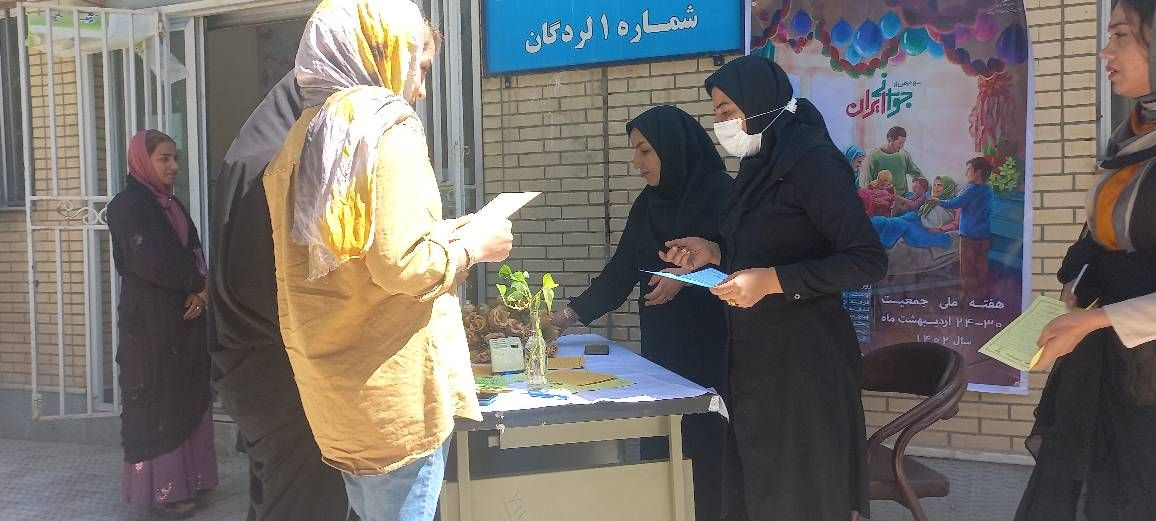 شماره ۱ لردگان
جوانی
ایران
هفته ملی جمعیت
۲۴-۳۰ اردیبهشت ماه
سال ۱۴۰۲